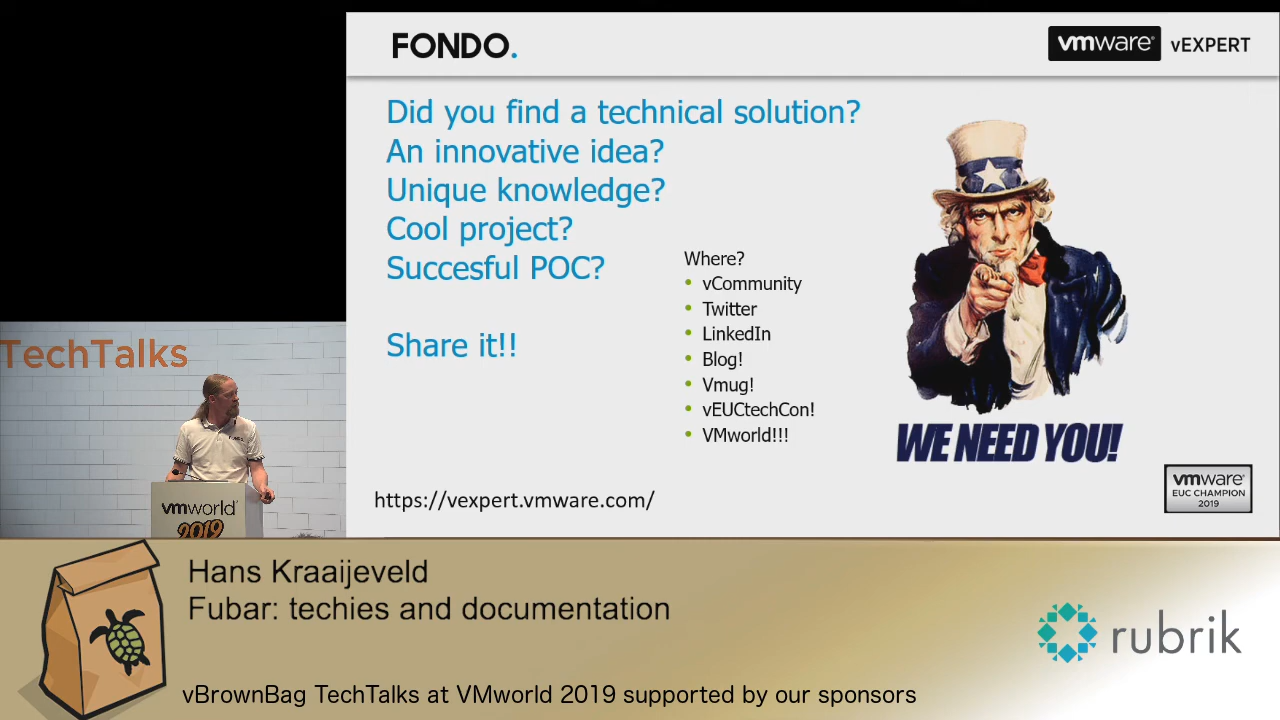 FONDO.
vmware® vEXPERT
Did you find a technical solution?
An innovative idea?
Unique knowledge?
Cool project?
Succesful POC?
Share it!!
Where?
• vCommunity
• Twitter
• LinkedIn
• Blog!
• Vmug!
• vEUCtechCon!
• VMworld!!!
WE NEED YOU!
https://vexpert.vmware.com/
vmware®
EUC CHAMPION
2019
TechTalks
FONDO.
vmworld®
2019
Hans Kraaijeveld
Fubar: techies and documentation
rubrik
vBrownBag TechTalks at VMworld 2019 supported by our sponsors